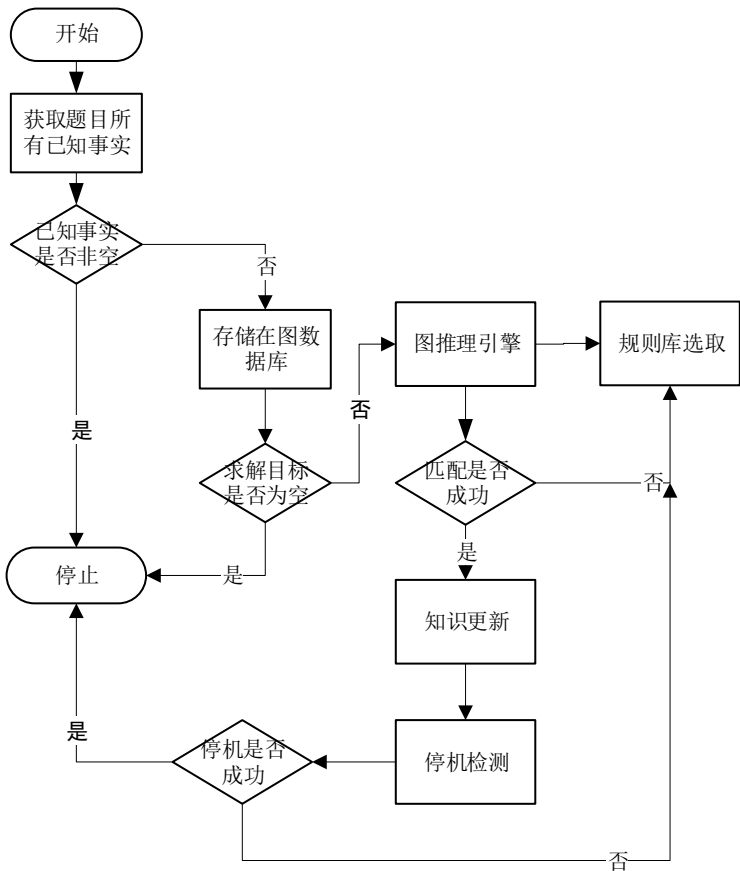 开始
获取题目所
有已知事实
已知事实
是否非空
否
存储在图数
据库
图推理引擎
规则库选取
是
否
求解目标
是否为空
匹配是否
成功
否
是
停止
是
知识更新
是
停机是否
成功
停机检测
否